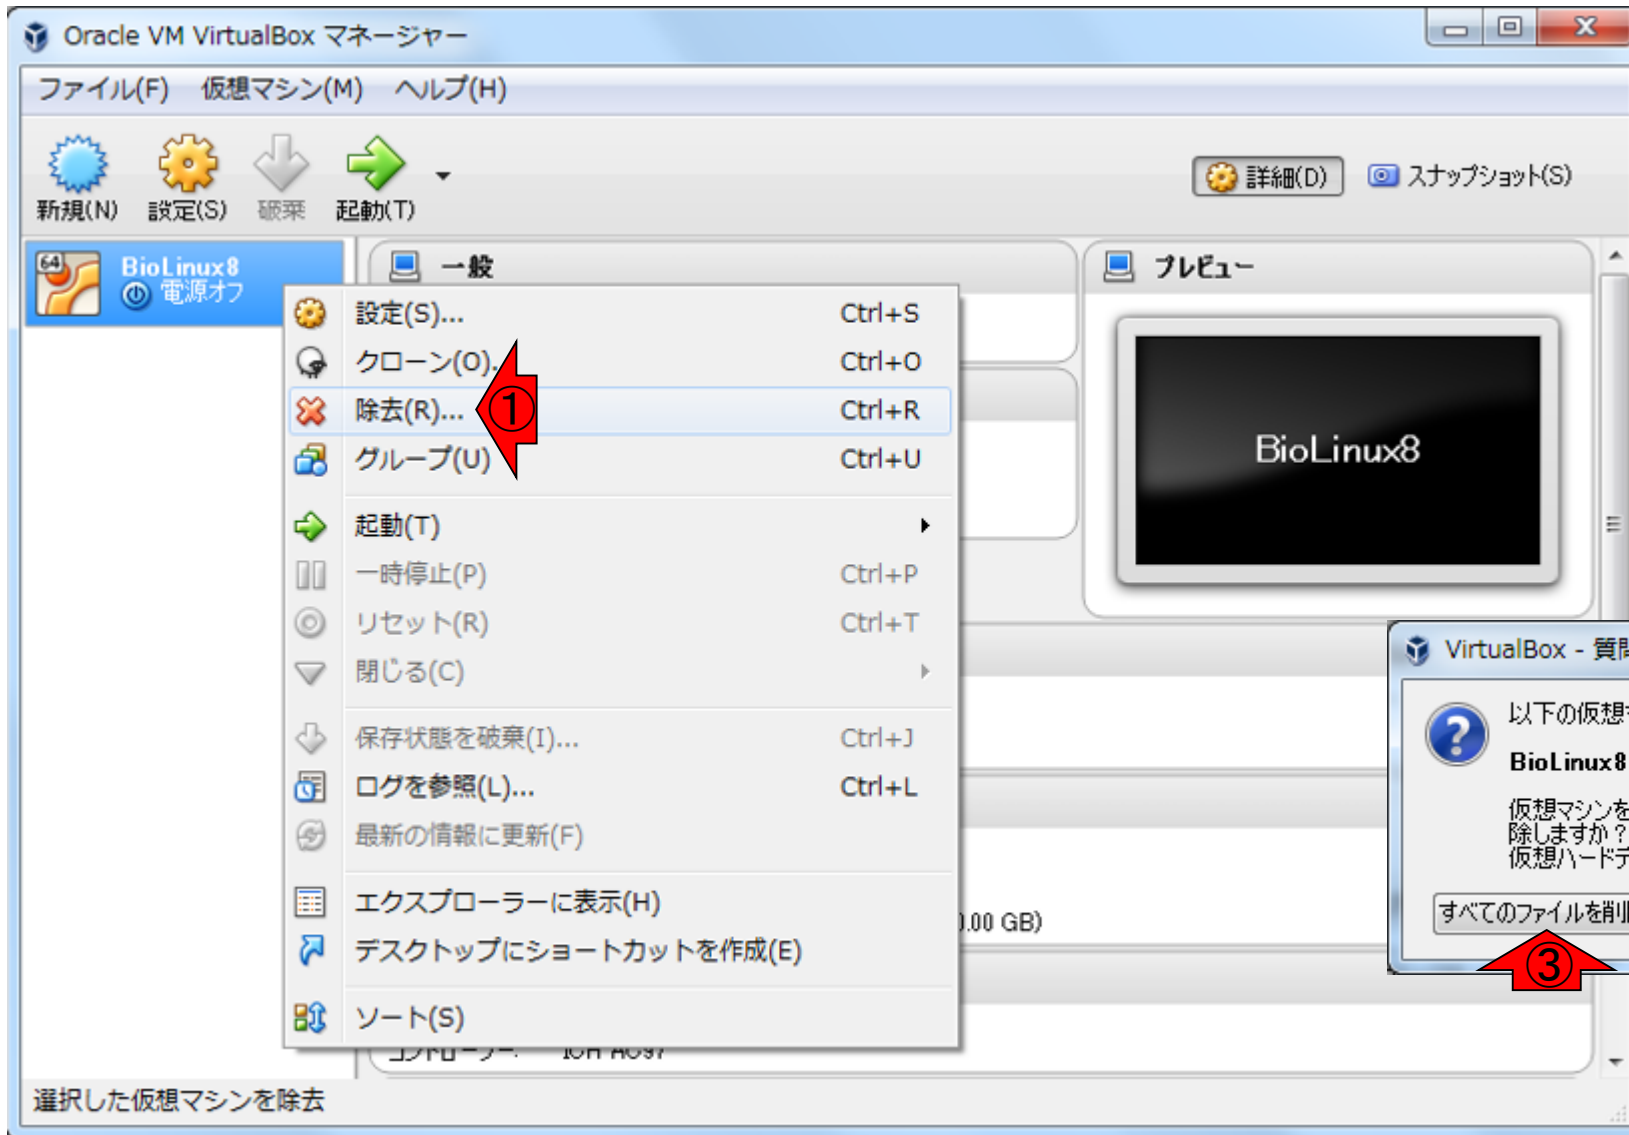 Oracle VM VirtualBox マネージャー
ファイル(F) 仮想マシン(M) ヘルプ(H)
新規(N) 設定(S) 破棄 起動(T) 詳細(D) スナップショット(S)
64 BioLinux8
電源オフ
一般
プレビュー
設定(S)... Ctrl+S
クローン(O). Ctrl+O
除去(R)... ① Ctrl+R
グループ(U) Ctrl+U
BioLinux8
起動(T)
一時停止(P) Ctrl+P
リセット(R) Ctrl+T
閉じる(C)
保存状態を破棄(I)... Ctrl+J
ログを参照(L)... Ctrl+L
最新の情報に更新(F)
エクスプローラーに表示(H)
デスクトップにショートカットを作成(E)
ソート(S)
.00 GB)
コントローラー: ICH AC97
VirtualBox - 質
以下の仮想
BioLinux8
仮想マシンを
除しますか？
仮想ハードデ
すべてのファイルを削
③
選択した仮想マシンを除去